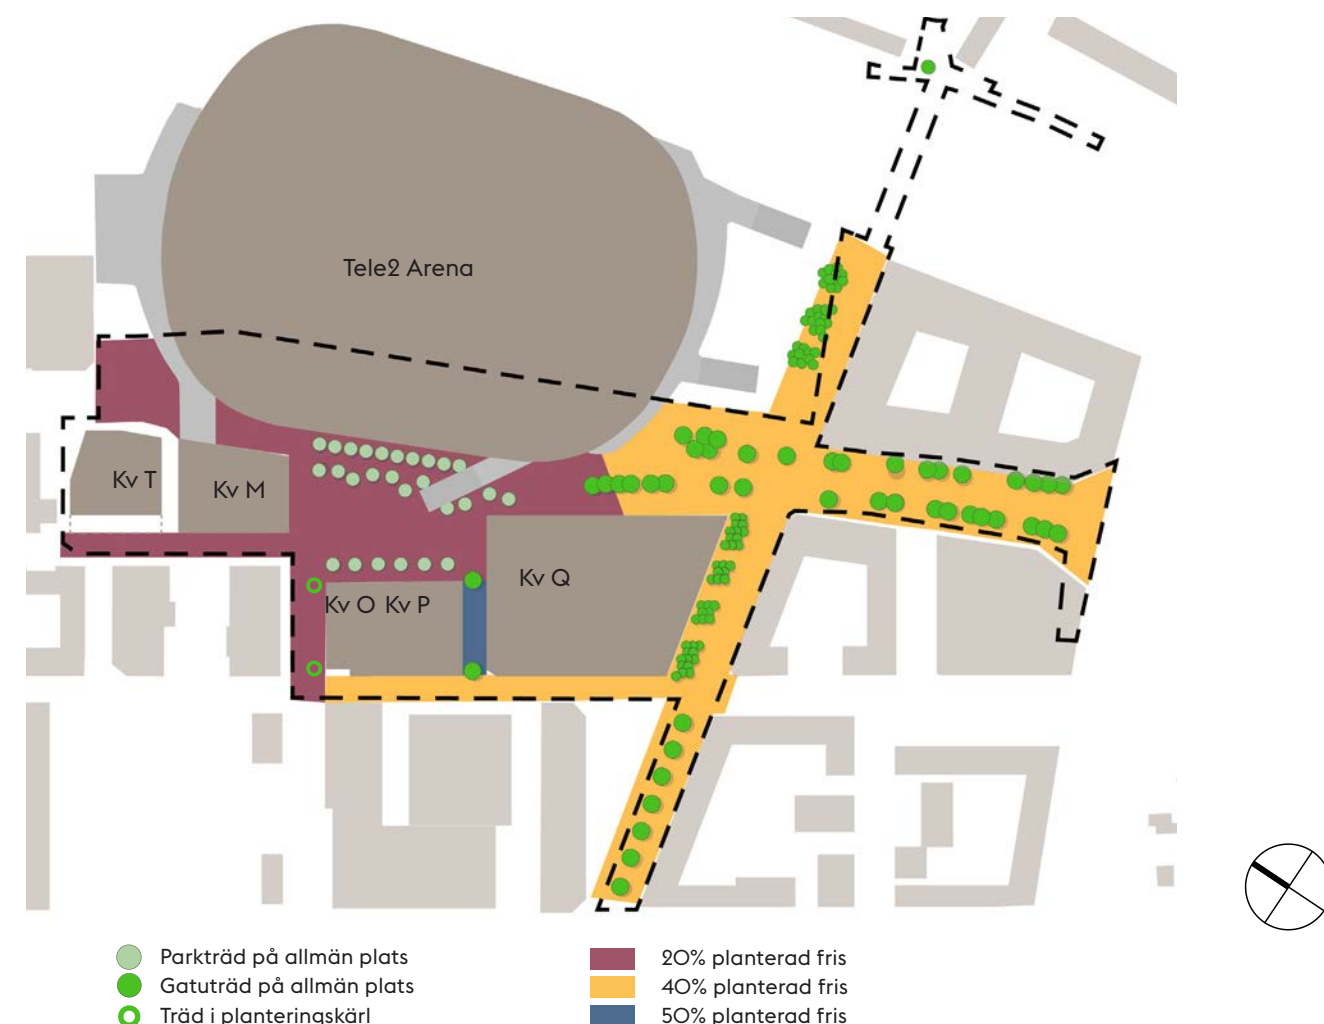 Tele2 Arena
Kv T
Kv M
Kv Q
Kv O Kv P
Parkträd på allmän plats
Gatuträd på allmän plats
Träd i planteringskärl
20% planterad fris
40% planterad fris
50% planterad fris